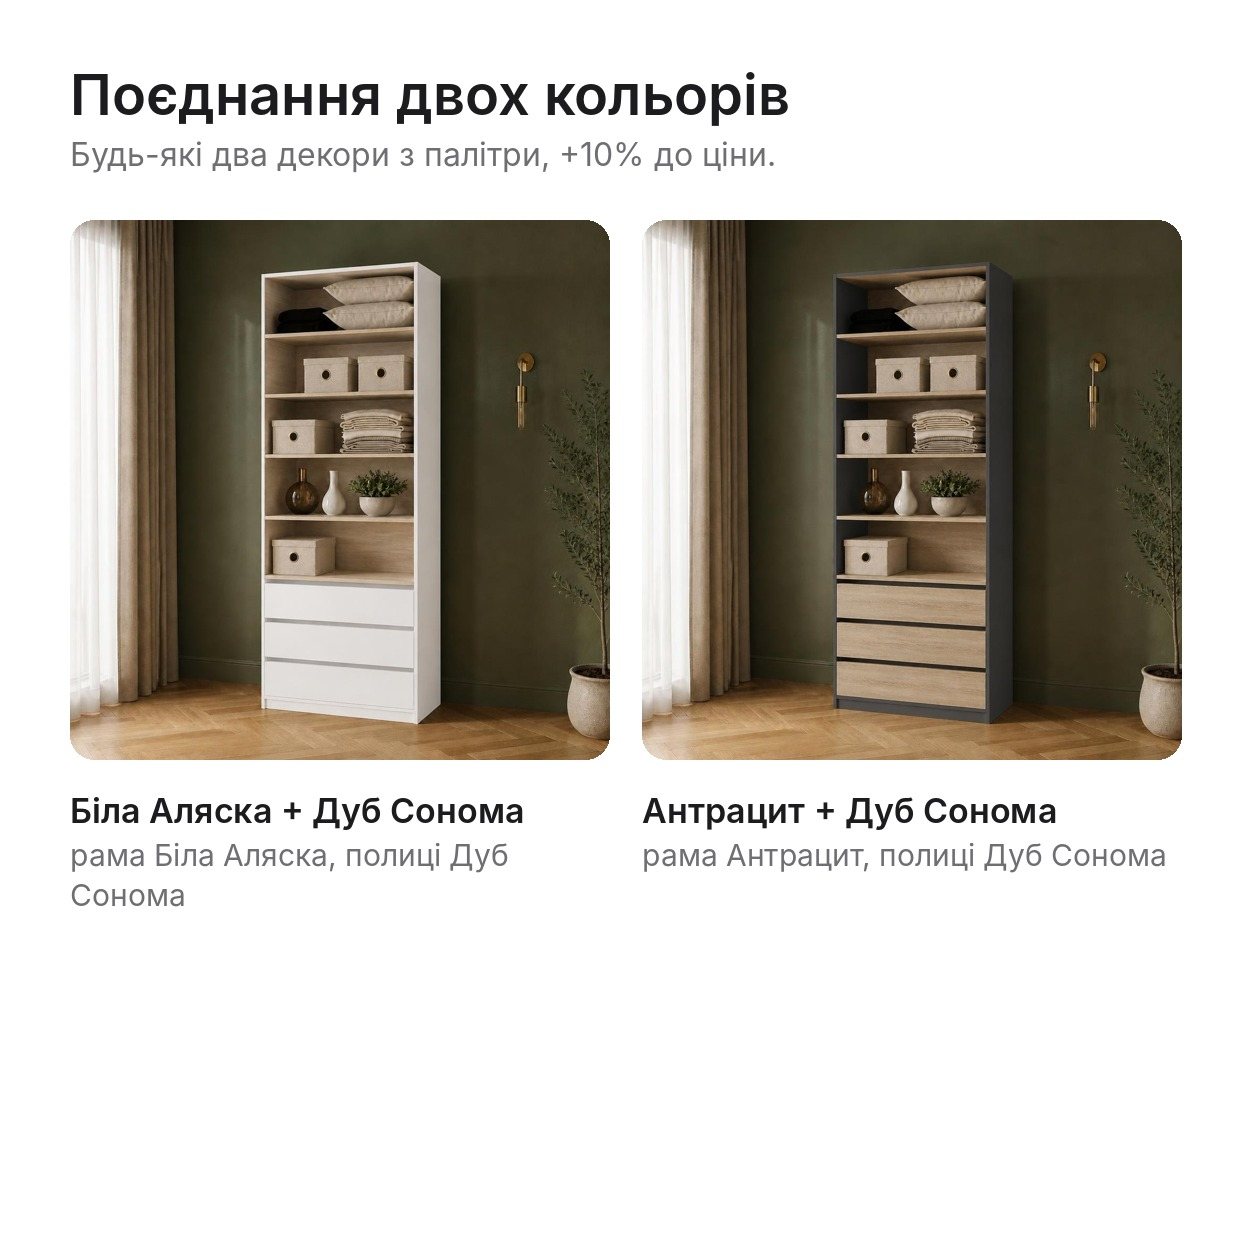 Поєднання двох кольорів
Будь-які два декори з палітри, +10% до ціни.
Біла Аляска + Дуб Сонома
рама Біла Аляска, полиці Дуб
Сонома
Антрацит + Дуб Сонома
рама Антрацит, полиці Дуб Сонома